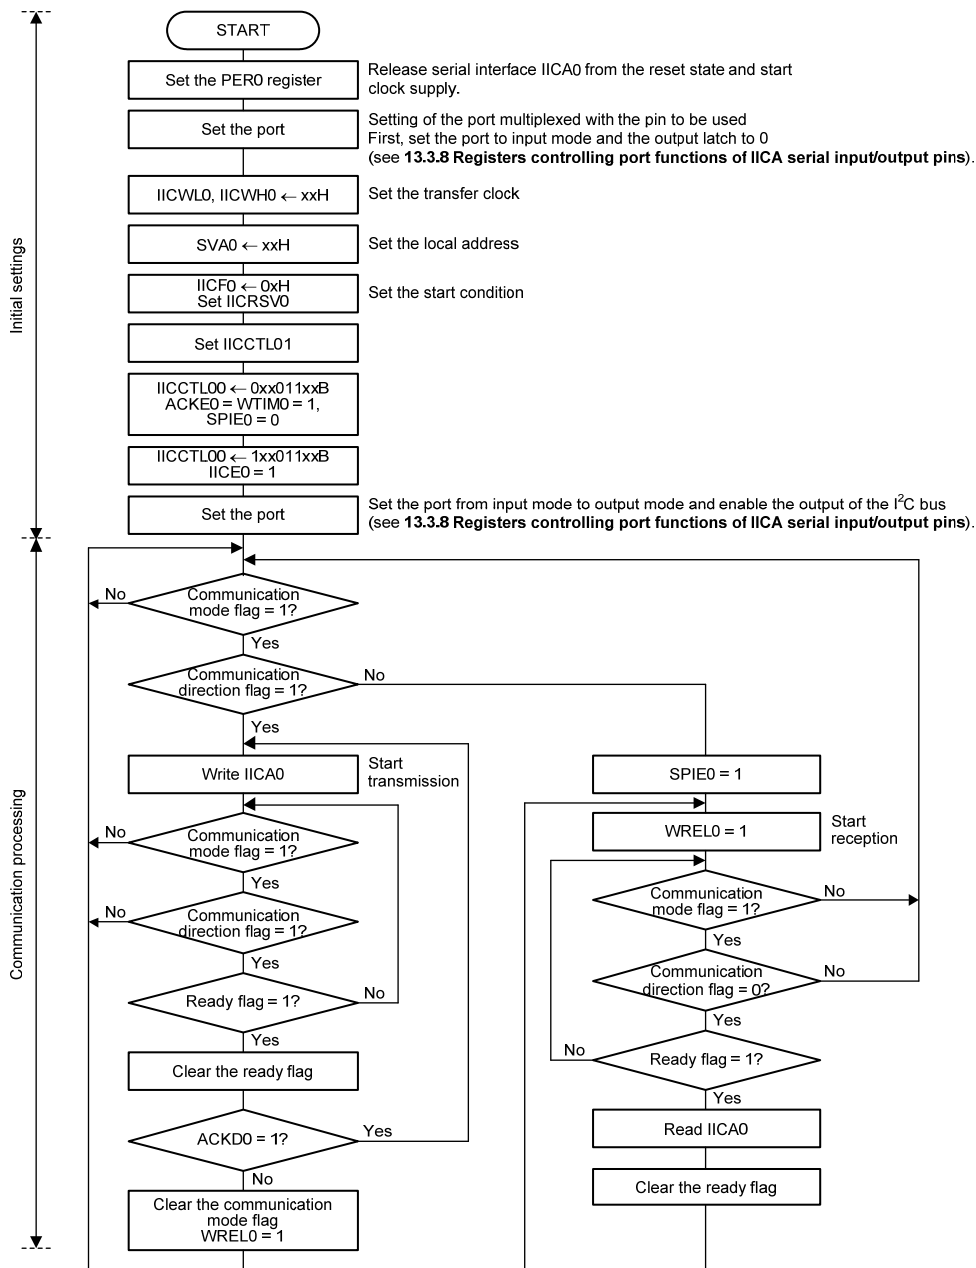 START
Set the PER0 register
Release serial interface IICA0 from the reset state and start
clock supply.
Set the port
Setting of the port multiplexed with the pin to be used
First, set the port to input mode and the output latch to 0
(see 13.3.8 Registers controlling port functions of IICA serial input/output pins).
IICWL0, IICWH0 ← xxH
Set the transfer clock
SVA0 ← xxH
Set the local address
IICF0 ← 0xH
Set IICRSV0
Set the start condition
Set IICCTL01
IICCTL00 ← 0xx011xxB
ACKE0 = WTIM0 = 1,
SPIE0 = 0
IICCTL00 ← 1xx011xxB
IICE0 = 1
Set the port
Set the port from input mode to output mode and enable the output of the I²C bus
(see 13.3.8 Registers controlling port functions of IICA serial input/output pins).
Initial settings
Communication processing
No
Communication
mode flag = 1?
Yes
Communication
direction flag = 1?
No
Yes
Write IICA0
Start
transmission
No
Communication
mode flag = 1?
Yes
No
Communication
direction flag = 1?
Yes
Ready flag = 1?
No
Yes
Clear the ready flag
ACKD0 = 1?
Yes
No
Clear the communication
mode flag
WREL0 = 1
SPIE0 = 1
WREL0 = 1
Start
reception
Communication
mode flag = 1?
No
Yes
Communication
direction flag = 0?
No
Yes
No
Ready flag = 1?
Yes
Read IICA0
Clear the ready flag